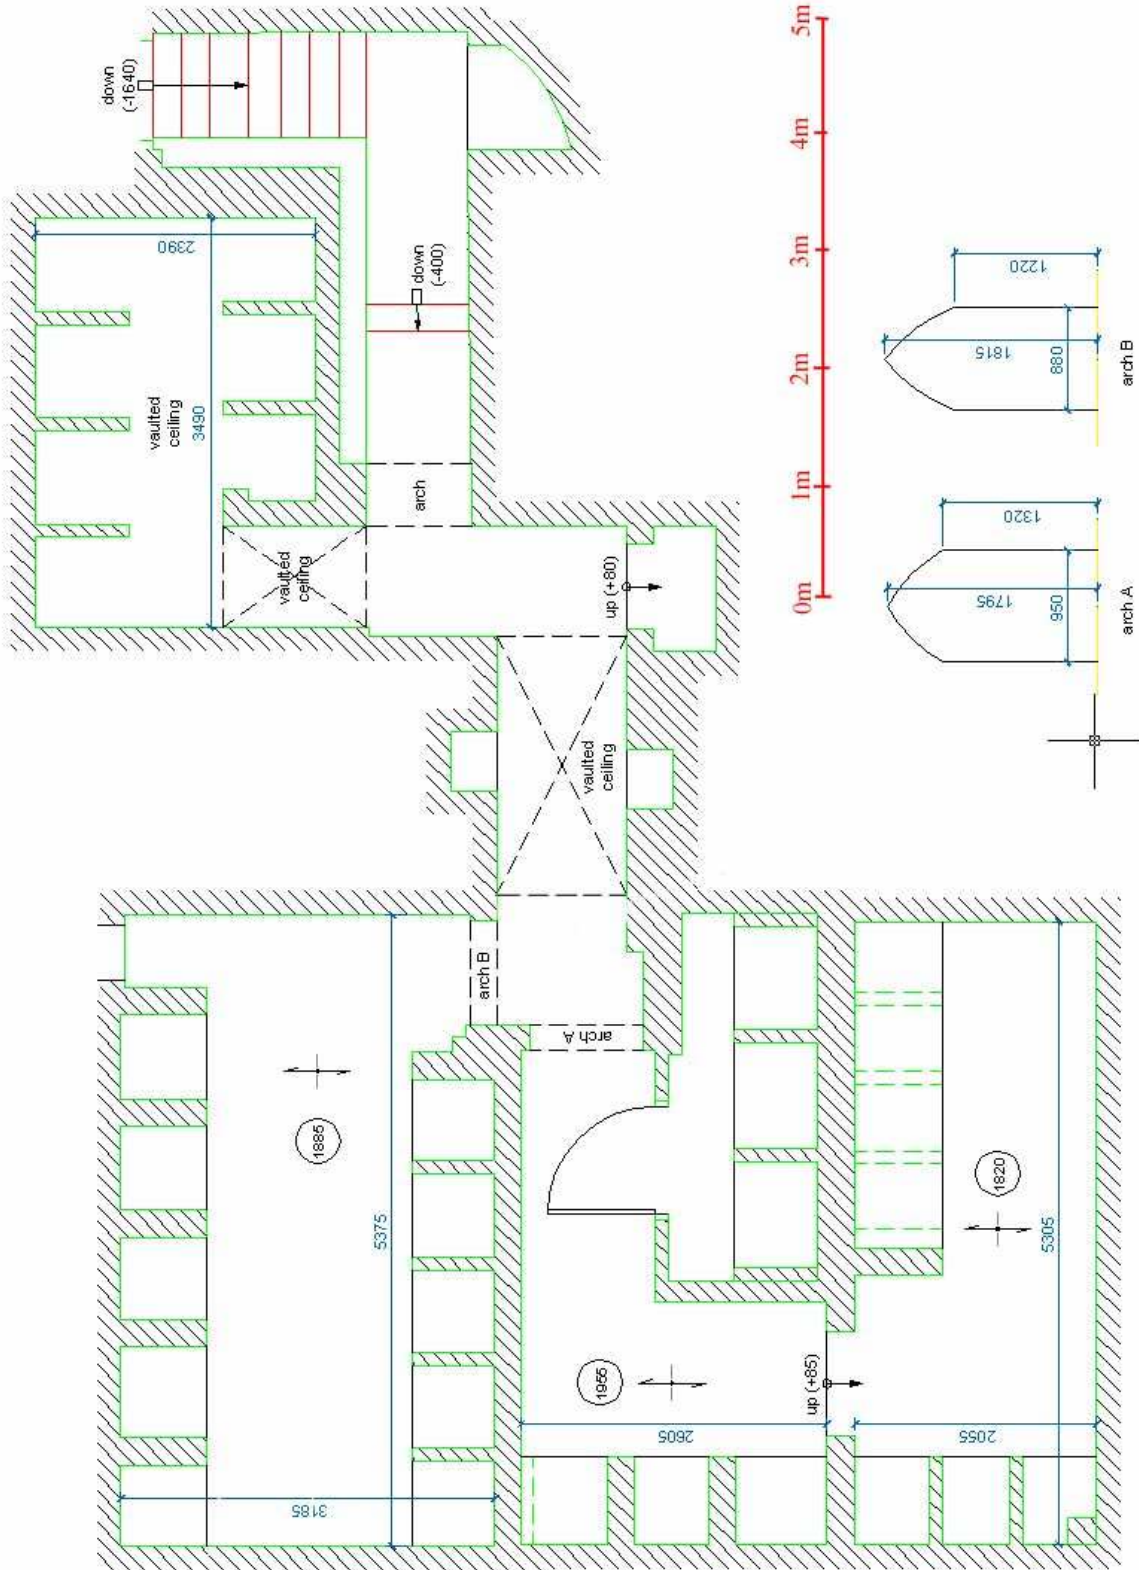 down
(-1640)
2390
3490
vaulted
ceiling
down
(-400)
arch
vaulted
ceiling
up (+80)
vaulted
ceiling
5m
4m
3m
2m
1m
0m
1220
1815
880
arch B
1320
1795
950
arch A
arch B
arch A
1885
5375
3185
1955
2605
up (+85)
1820
5305
2055